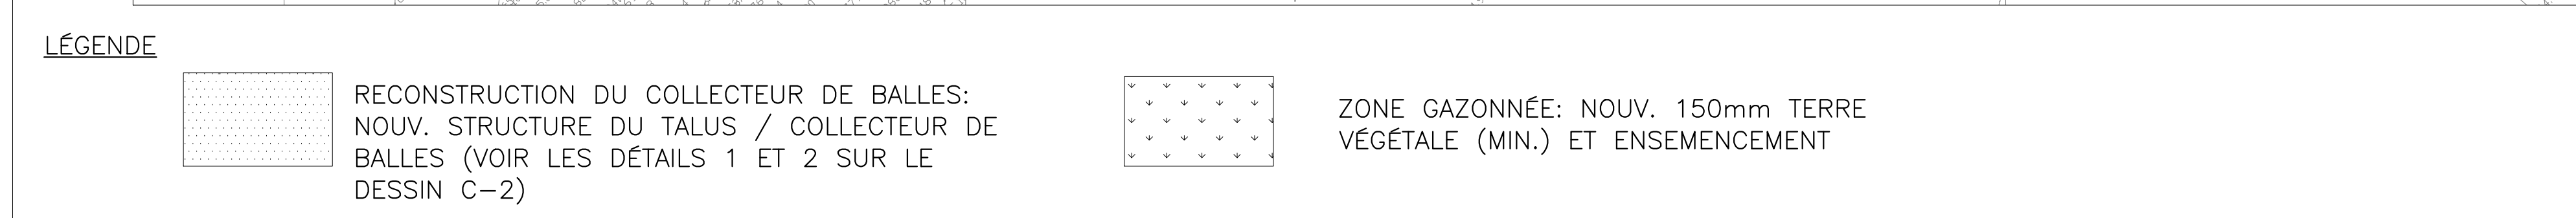 LÉGENDE
RECONSTRUCTION DU COLLECTEUR DE BALLES:
NOUV. STRUCTURE DU TALUS / COLLECTEUR DE
BALLES (VOIR LES DÉTAILS 1 ET 2 SUR LE
DESSIN C-2)
ZONE GAZONNÉE: NOUV. 150mm TERRE
VÉGÉTALE (MIN.) ET ENSEMENCEMENT